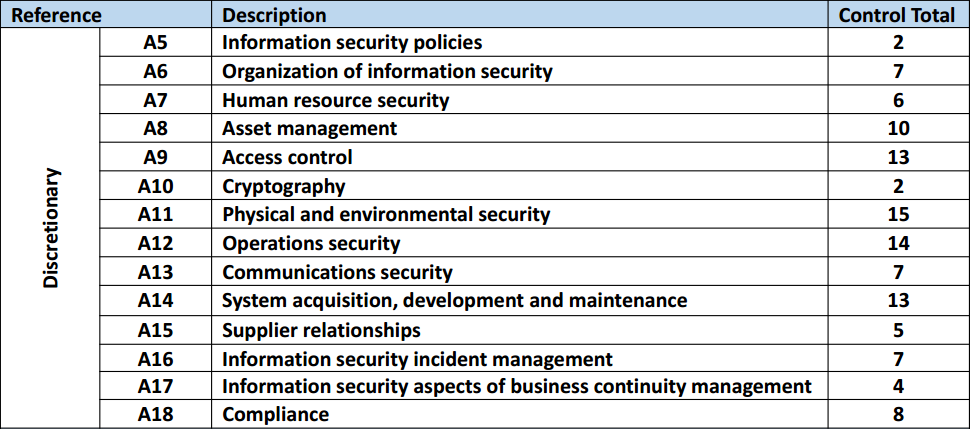 Reference Description Control Total
Discretionary
A5 Information security policies 2
A6 Organization of information security 7
A7 Human resource security 6
A8 Asset management 10
A9 Access control 13
A10 Cryptography 2
A11 Physical and environmental security 15
A12 Operations security 14
A13 Communications security 7
A14 System acquisition, development and maintenance 13
A15 Supplier relationships 5
A16 Information security incident management 7
A17 Information security aspects of business continuity management 4
A18 Compliance 8